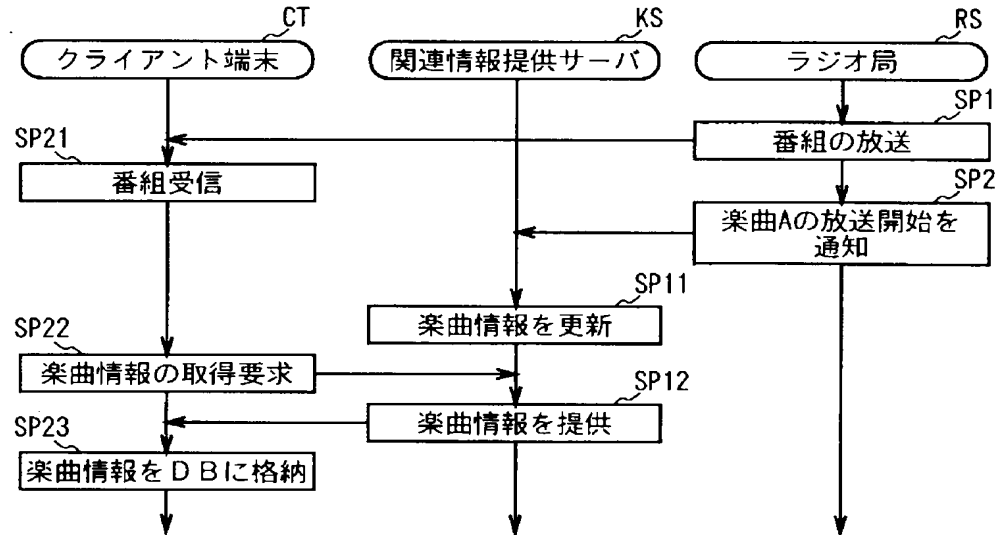 CT
KS
RS
クライアント端末
関連情報提供サーバ
ラジオ局
SP1
番組の放送
SP21
番組受信
SP2
楽曲Aの放送開始を
通知
SP11
楽曲情報を更新
SP22
楽曲情報の取得要求
SP12
楽曲情報を提供
SP23
楽曲情報をDBに格納